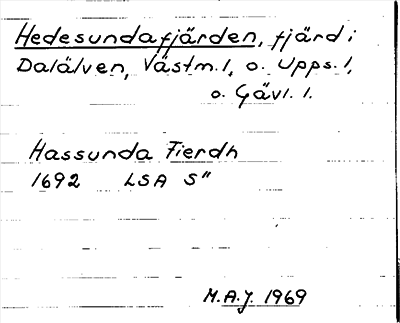 Hedesundafjärden, fjärd i
Dalälven, Västm. l. o. Upps. l.
o. Gävl. l.
Hassunda Fierdh
1692 LSA S"
M.A.J. 1969